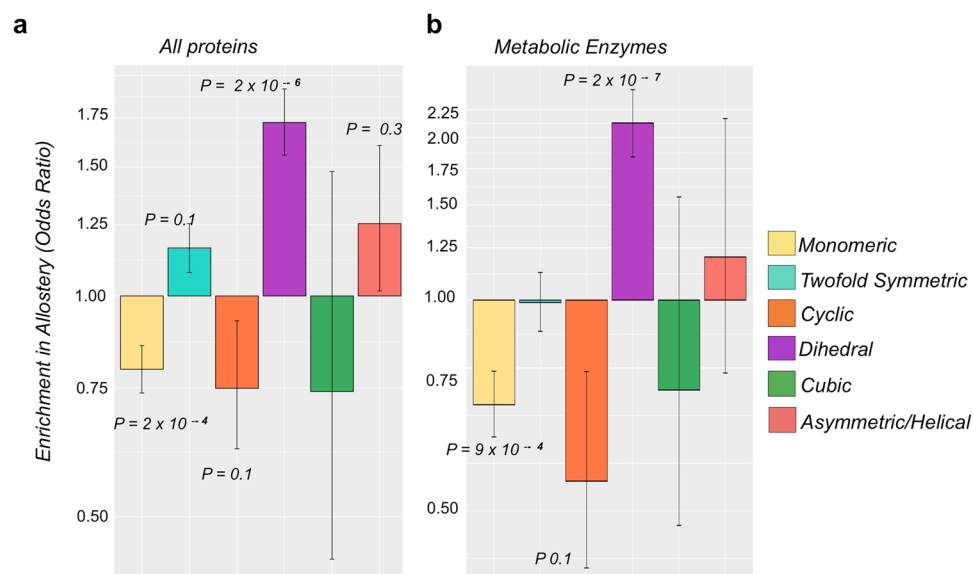 a
All proteins
Enrichment in Allostery (Odds Ratio)
1.75
1.50
1.25
1.00
0.75
0.50
P = 2 x 10 -- 6
P = 0.3
P = 0.1
P = 2 x 10 -- 4
P = 0.1
b
Metabolic Enzymes
2.25
2.00
1.75
1.50
1.25
1.00
0.75
0.50
P = 2 x 10 -- 7
P = 9 x 10 -- 4
P 0.1
Monomeric
Twofold Symmetric
Cyclic
Dihedral
Cubic
Asymmetric/Helical